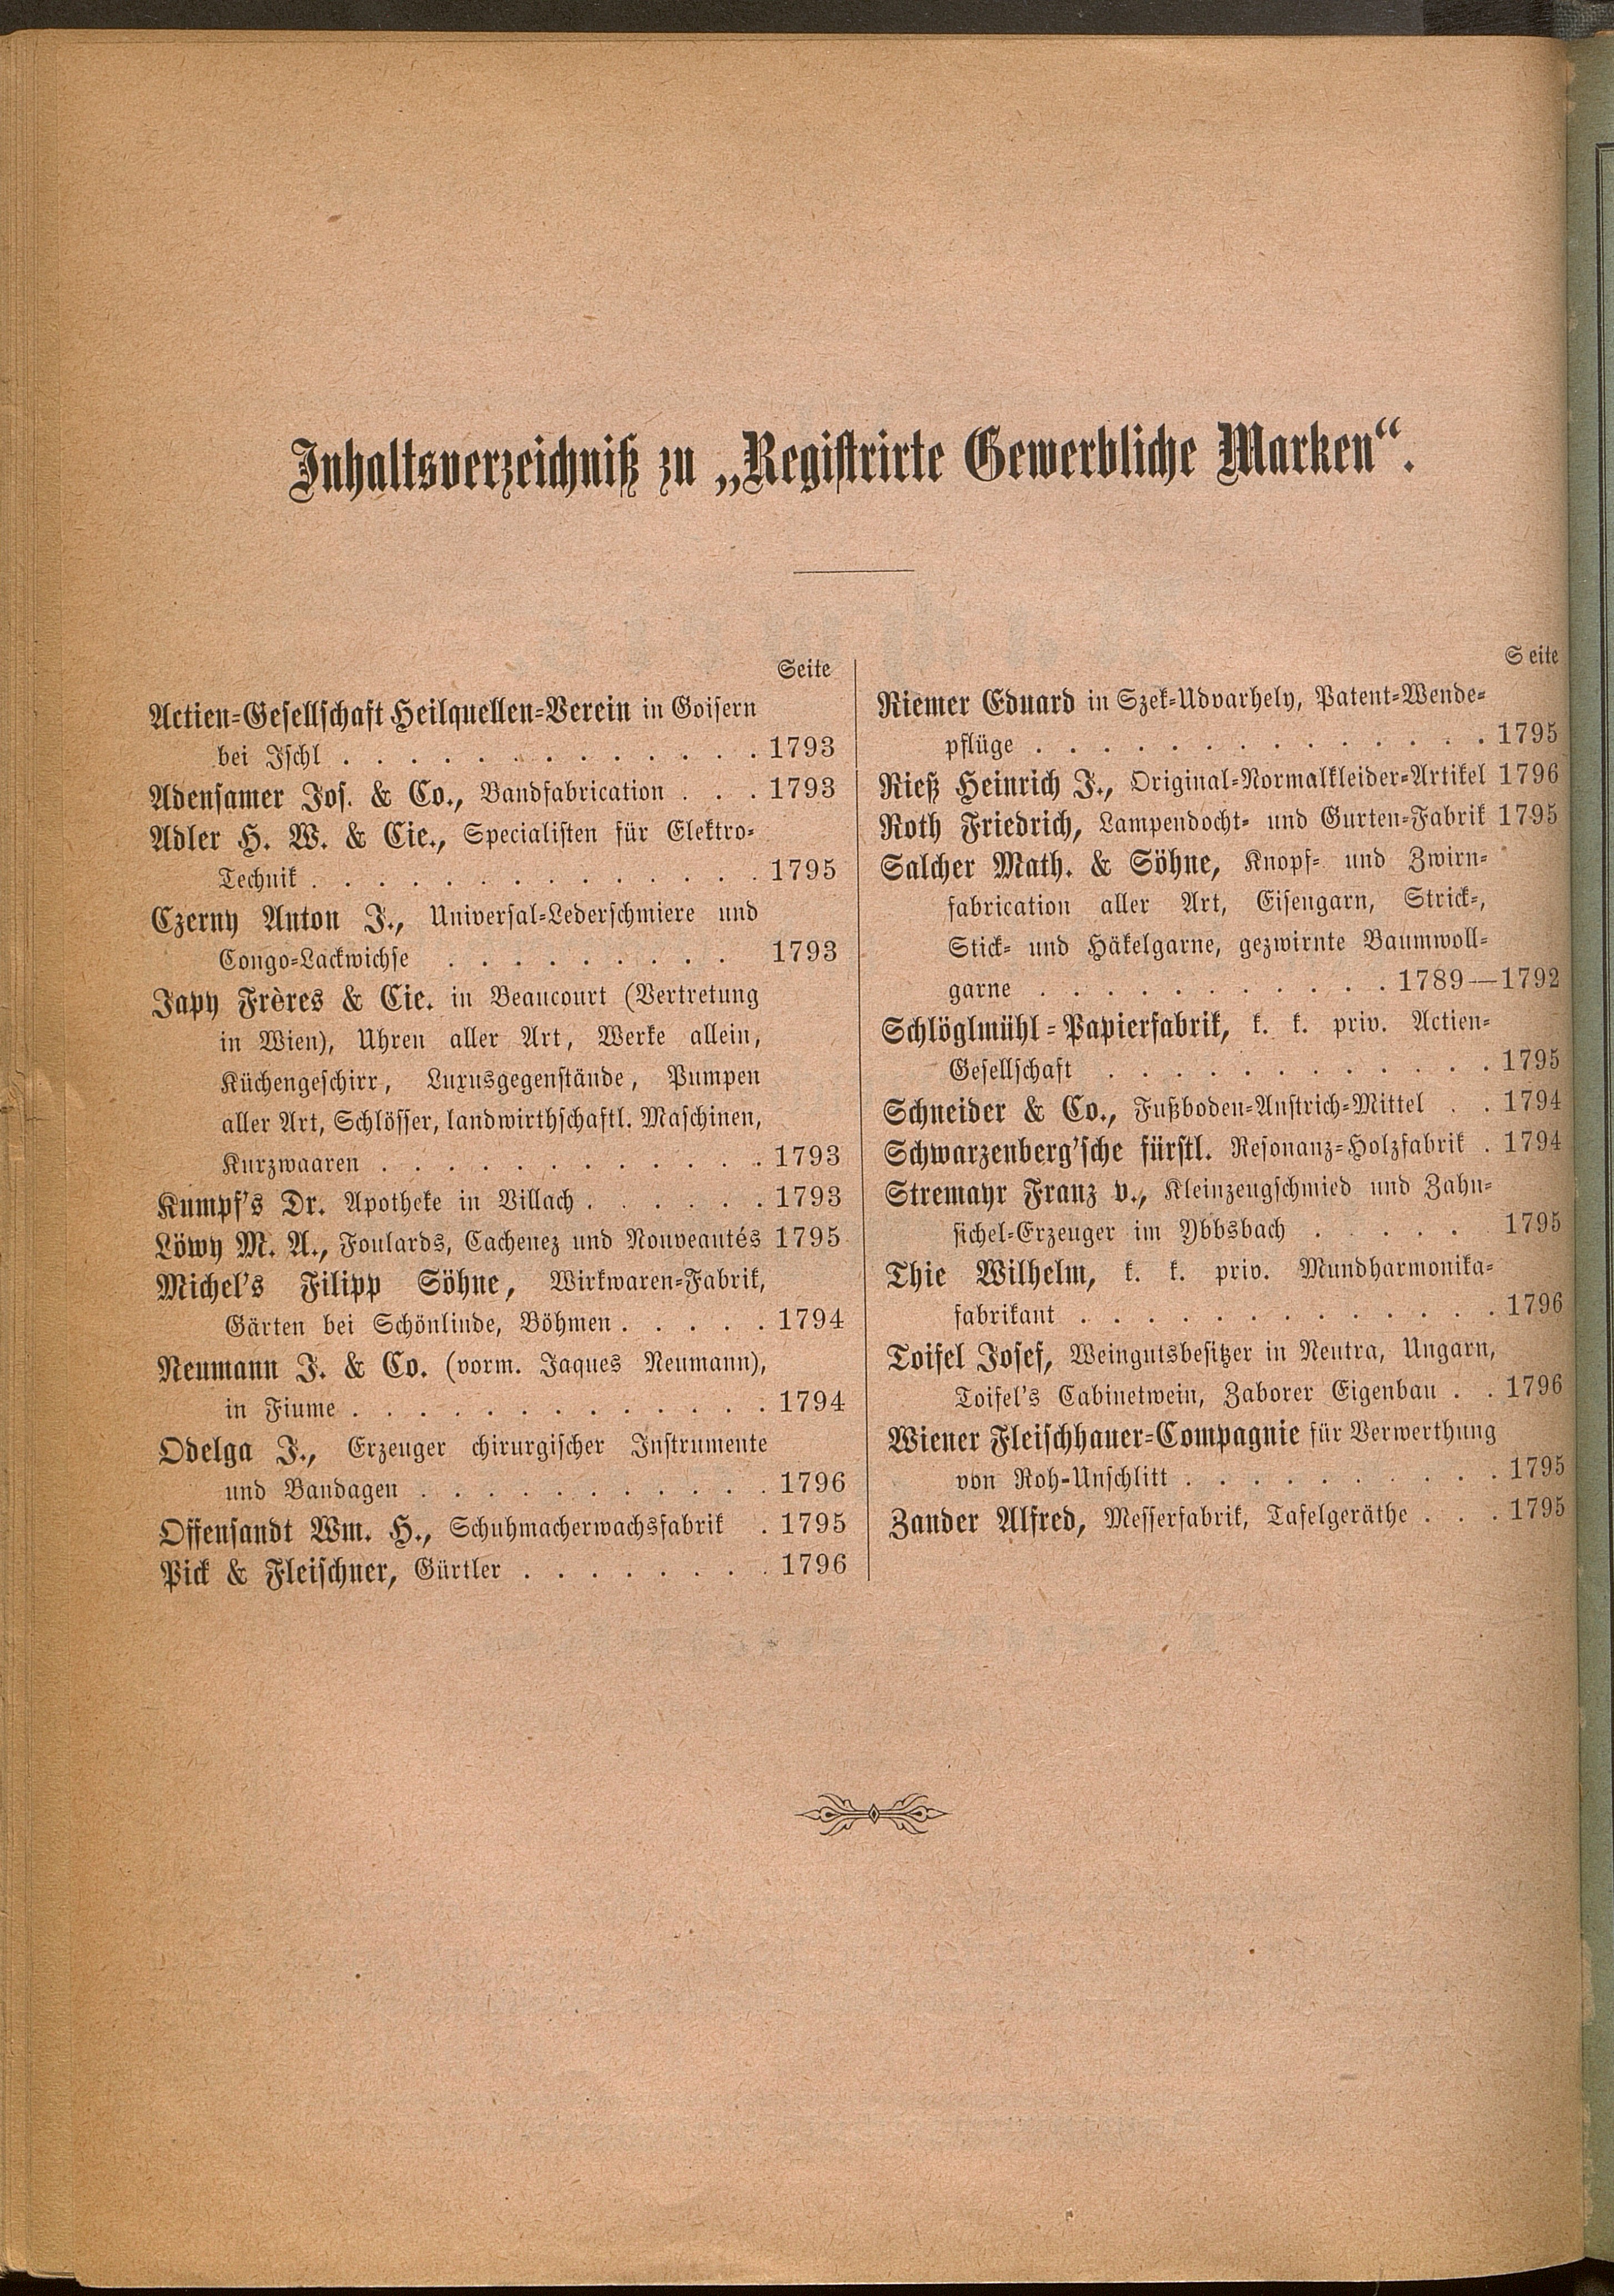 Inhaltsverzeichniß zu „Registrirte Gewerbliche Marken“.
Seite
Actien-Gesellschaft Heilquellen-Verein in Goisern
bei Ischl . . . . . . . . . . . . . 1793
Adensamer Jos. & Co., Bandfabrication . . . 1793
Adler H. W. & Cie., Specialisten für Elektro-
Technik . . . . . . . . . . . . . . 1795
Czerny Anton J., Universal-Lederschmiere und
Congo-Lackwichse . . . . . . . . . 1793
Japy Frères & Cie. in Beaucourt (Vertretung
in Wien), Uhren aller Art, Werke allein,
Küchengeschirr, Luxusgegenstände, Pumpen
aller Art, Schlösser, landwirthschaftl. Maschinen,
Kurzwaaren . . . . . . . . . . . . 1793
Kumpf's Dr. Apotheke in Villach . . . . . . 1793
Löwy M. A., Foulards, Cachenez und Nouveautés 1795
Michel's Filipp Söhne, Wirkwaren-Fabrik,
Gärten bei Schönlinde, Böhmen . . . . . 1794
Neumann J. & Co. (vorm. Jaques Neumann),
in Fiume . . . . . . . . . . . . . 1794
Odelga J., Erzeuger chirurgischer Instrumente
und Bandagen . . . . . . . . . . . 1796
Offensandt Wm. H., Schuhmacherwachsfabrik . 1795
Pick & Fleischner, Gürtler . . . . . . . . 1796
Seite
Riemer Eduard in Szek-Udvarhely, Patent-Wende-
pflüge . . . . . . . . . . . . . . 1795
Rieß Heinrich J., Original-Normalkleider-Artikel 1796
Roth Friedrich, Lampendocht- und Gurten-Fabrik 1795
Salcher Math. & Söhne, Knopf- und Zwirn-
fabrication aller Art, Eisengarn, Strick-,
Stick- und Häkelgarne, gezwirnte Baumwoll-
garne . . . . . . . . . . . 1789—1792
Schlöglmühl-Papierfabrik, k. k. priv. Actien-
Gesellschaft . . . . . . . . . . . . 1795
Schneider & Co., Fußboden-Anstrich-Mittel . . 1794
Schwarzenberg'sche fürstl. Resonanz-Holzfabrik . 1794
Stremayr Franz v., Kleinzeugschmied und Zahn-
sichel-Erzeuger im Ybbsbach . . . . . 1795
Thie Wilhelm, k. k. priv. Mundharmonika-
fabrikant . . . . . . . . . . . . . 1796
Toifel Josef, Weingutsbesitzer in Neutra, Ungarn,
Toifel's Cabinetwein, Zaborer Eigenbau . . 1796
Wiener Fleischhauer-Compagnie für Verwerthung
von Roh-Unschlitt . . . . . . . . . . 1795
Zander Alfred, Messerfabrik, Tafelgeräthe . . . 1795